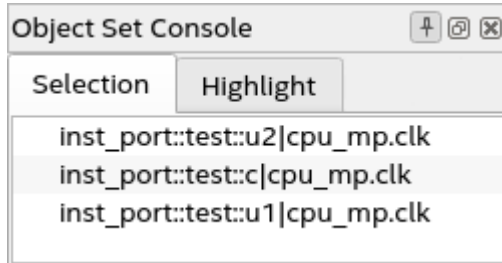 Object Set Console
Selection Highlight
inst_port::test::u2|cpu_mp.clk
inst_port::test::c|cpu_mp.clk
inst_port::test::u1|cpu_mp.clk